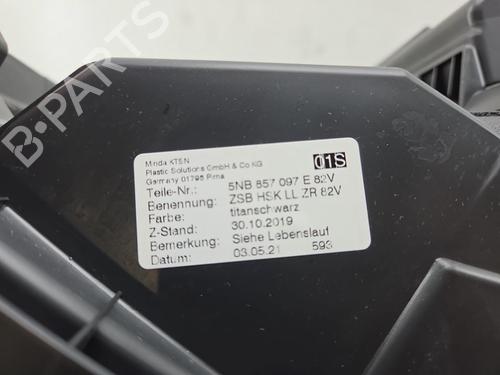 B-PARTS
Minda KTSN
Plastic Solutions GmbH & Co KG
Germany 01796 Pirna
01S
Teile-Nr.: 5NB 857 097 E 82V
Benennung: ZSB HSK LL ZR 82V
Farbe: titanschwarz
Z-Stand: 30.10.2019
Bemerkung: Siehe Lebenslauf
Datum: 03.05.21 593